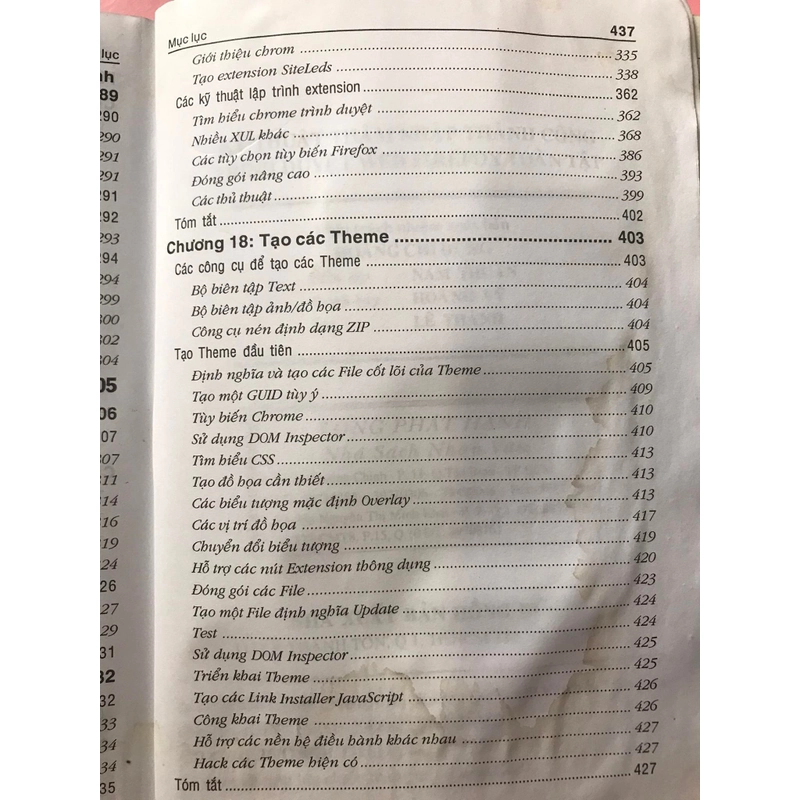 Mục lục 437
Giới thiệu chrom 335
Tạo extension SiteLeds 338
Các kỹ thuật lập trình extension 362
Tìm hiểu chrome trình duyệt 362
Nhiều XUL khác 368
Các tùy chọn tùy biến Firefox 386
Đóng gói nâng cao 393
Các thủ thuật 399
Tóm tắt 402
Chương 18: Tạo các Theme 403
Các công cụ để tạo các Theme 403
Bộ biên tập Text 404
Bộ biên tập ảnh/đồ họa 404
Công cụ nén định dạng ZIP 404
Tạo Theme đầu tiên 405
Định nghĩa và tạo các File cốt lõi của Theme 405
Tạo một GUID tùy ý 409
Tùy biến Chrome 410
Sử dụng DOM Inspector 410
Tìm hiểu CSS 413
Tạo đồ họa cần thiết 413
Các biểu tượng mặc định Overlay 413
Các vị trí đồ họa 417
Chuyển đổi biểu tượng 419
Hỗ trợ các nút Extension thông dụng 420
Đóng gói các File 423
Tạo một File định nghĩa Update 424
Test 424
Sử dụng DOM Inspector 425
Triển khai Theme 425
Tạo các Link Installer JavaScript 426
Công khai Theme 426
Hỗ trợ các nền hệ điều hành khác nhau 427
Hack các Theme hiện có 427
Tóm tắt 427